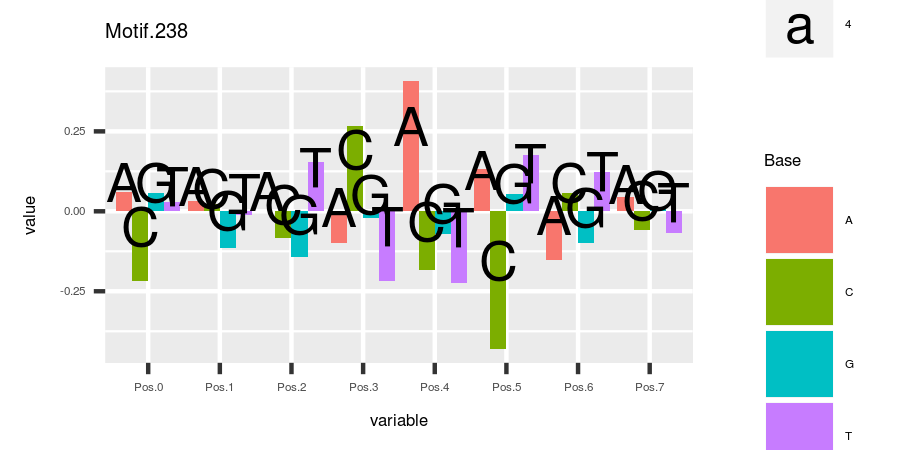 Motif.238
a 4
value
0.25
0.00
-0.25
A C G T A C G T A C G T A C G T A C G T A C G T A C G T A C G T
Pos.0 Pos.1 Pos.2 Pos.3 Pos.4 Pos.5 Pos.6 Pos.7
variable
Base
A
C
G
T